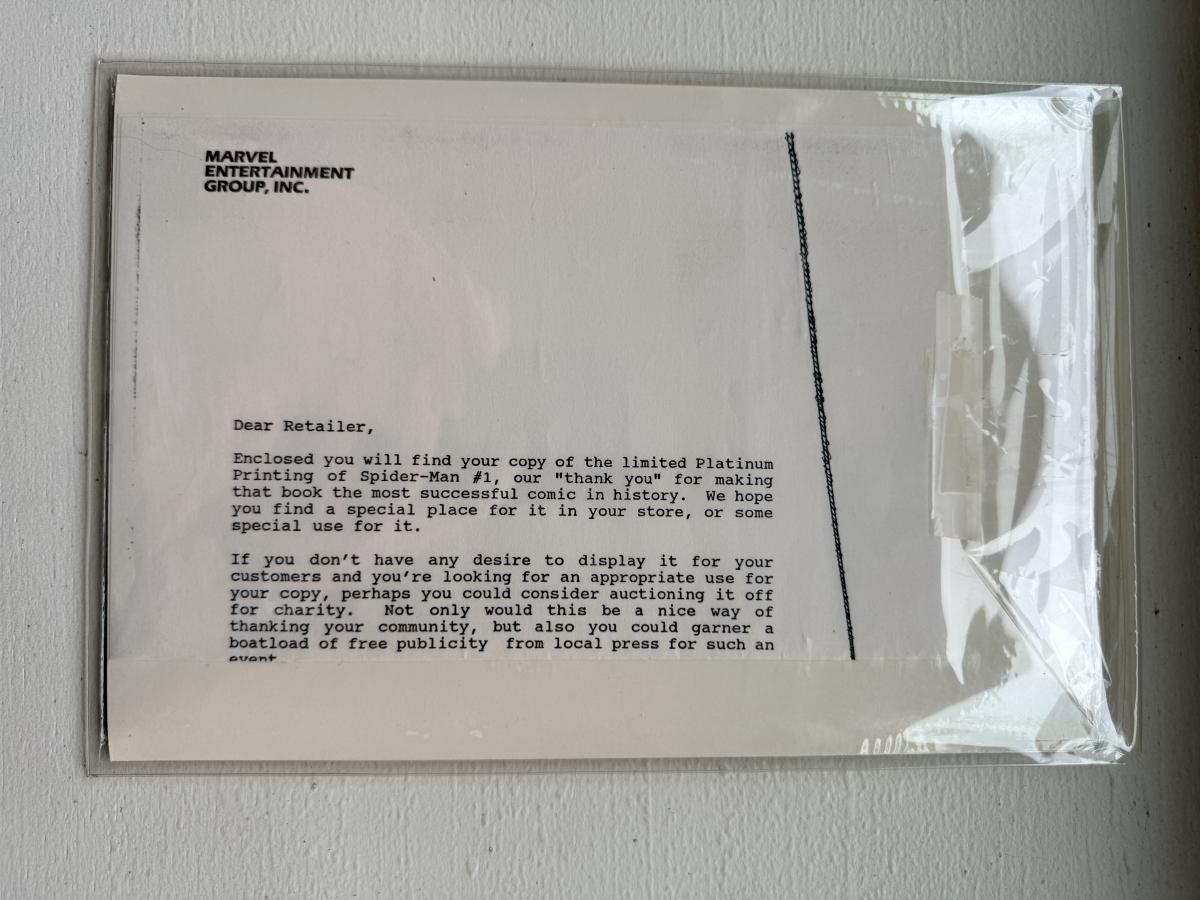 MARVEL
ENTERTAINMENT
GROUP, INC.
Dear Retailer,
Enclosed you will find your copy of the limited Platinum
Printing of Spider-Man #1, our "thank you" for making
that book the most successful comic in history. We hope
you find a special place for it in your store, or some
special use for it.
If you don't have any desire to display it for your
customers and you're looking for an appropriate use for
your copy, perhaps you could consider auctioning it off
for charity. Not only would this be a nice way of
thanking your community, but also you could garner a
boatload of free publicity from local press for such an
event